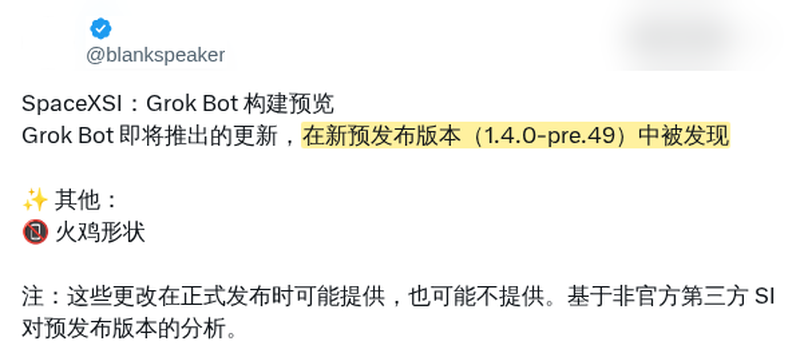 @blankspeaker
SpaceXSI：Grok Bot 构建预览
Grok Bot 即将推出的更新，在新预发布版本（1.4.0-pre.49）中被发现
✨ 其他：
📵 火鸡形状
注：这些更改在正式发布时可能提供，也可能不提供。基于非官方第三方 SI
对预发布版本的分析。